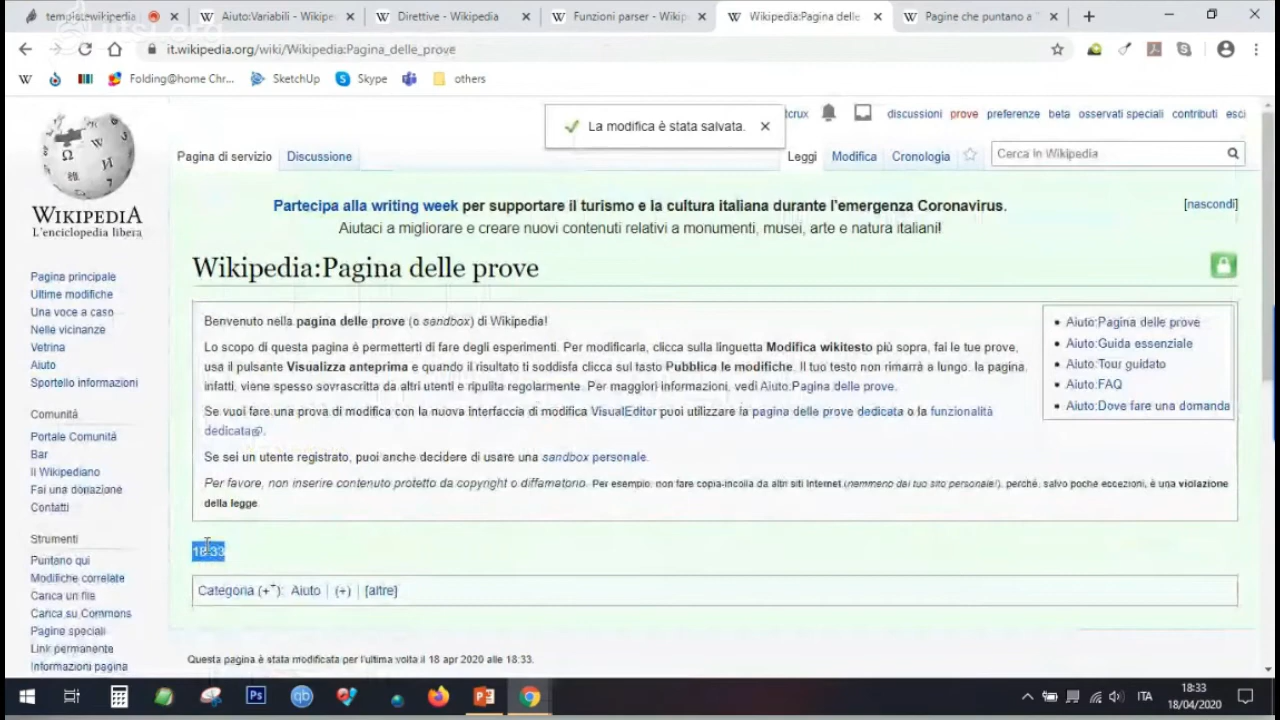 tempistewikipedia
Aiuto:Variabili - Wikipe
Direttive - Wikipedia
Funzioni parser - Wikip
Wikipedia:Pagina delle
Pagine che puntano a "
it.wikipedia.org/wiki/Wikipedia:Pagina_delle_prove
Folding@home Chr...
SketchUp
Skype
others
La modifica è stata salvata.
tcrux
discussioni
prove
preferenze
beta
osservati speciali
contributi
esci
Pagina di servizio
Discussione
Leggi
Modifica
Cronologia
Cerca in Wikipedia
WIKIPEDIA
L'enciclopedia libera
Partecipa alla writing week per supportare il turismo e la cultura italiana durante l'emergenza Coronavirus.
[nascondi]
Aiutaci a migliorare e creare nuovi contenuti relativi a monumenti, musei, arte e natura italiani!
Wikipedia:Pagina delle prove
Pagina principale
Ultime modifiche
Una voce a caso
Nelle vicinanze
Vetrina
Aiuto
Sportello informazioni
Comunità
Portale Comunità
Bar
Il Wikipediano
Fai una donazione
Contatti
Strumenti
Puntano qui
Modifiche correlate
Carica un file
Carica su Commons
Pagine speciali
Link permanente
Informazioni pagina
Benvenuto nella pagina delle prove (o sandbox) di Wikipedia!
Lo scopo di questa pagina è permetterti di fare degli esperimenti. Per modificarla, clicca sulla linguetta Modifica wikitesto più sopra, fai le tue prove,
usa il pulsante Visualizza anteprima e quando il risultato ti soddisfa clicca sul tasto Pubblica le modifiche. Il tuo testo non rimarrà a lungo: la pagina,
infatti, viene spesso sovrascritta da altri utenti e ripulita regolarmente. Per maggiori informazioni, vedi Aiuto:Pagina delle prove.
Se vuoi fare una prova di modifica con la nuova interfaccia di modifica VisualEditor puoi utilizzare la pagina delle prove dedicata o la funzionalità
dedicata.
Se sei un utente registrato, puoi anche decidere di usare una sandbox personale.
Per favore, non inserire contenuto protetto da copyright o diffamatorio. Per esempio, non fare copia-incolla da altri siti Internet (nemmeno dal tuo sito personale!), perché, salvo poche eccezioni, è una violazione
della legge.
Aiuto:Pagina delle prove
Aiuto:Guida essenziale
Aiuto:Tour guidato
Aiuto:FAQ
Aiuto:Dove fare una domanda
18:33
Categoria (++): Aiuto | (+) | [altre]
Questa pagina è stata modificata per l'ultima volta il 18 apr 2020 alle 18:33.
Ps
qb
ITA
18:33
18/04/2020